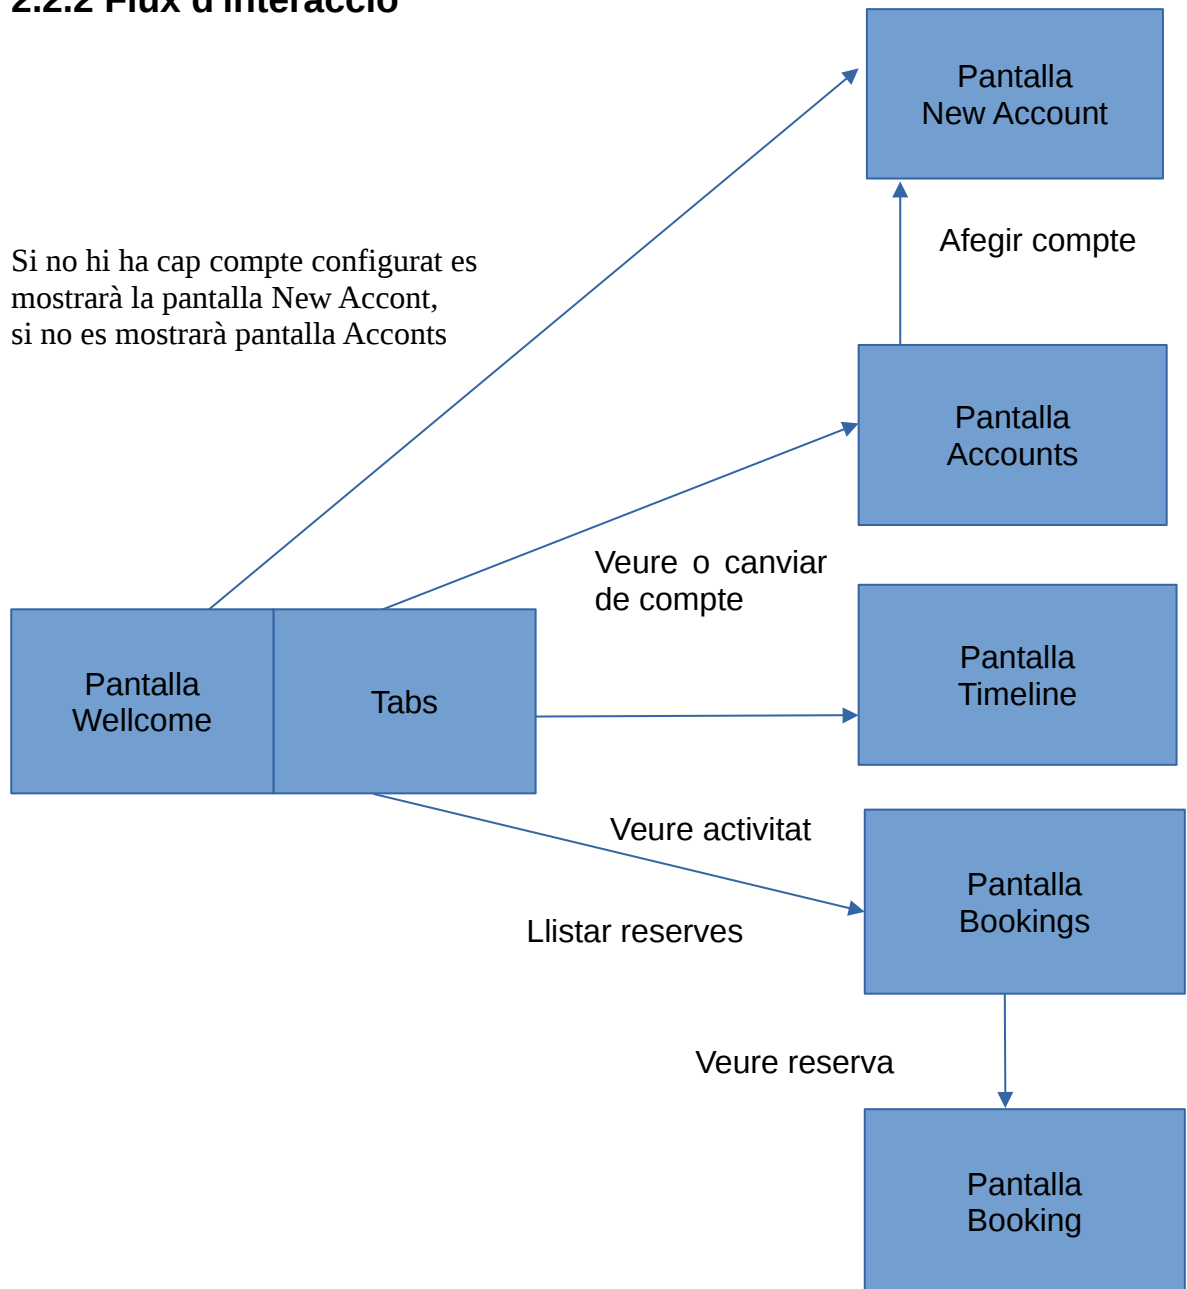 2.2.2 Flux d'interacció
Pantalla
New Account
Afegir compte
Si no hi ha cap compte configurat es
mostrarà la pantalla New Accont,
si no es mostrarà pantalla Acconts
Pantalla
Accounts
Veure o canviar
de compte
Pantalla
Wellcome
Tabs
Pantalla
Timeline
Veure activitat
Pantalla
Bookings
Llistar reserves
Veure reserva
Pantalla
Booking